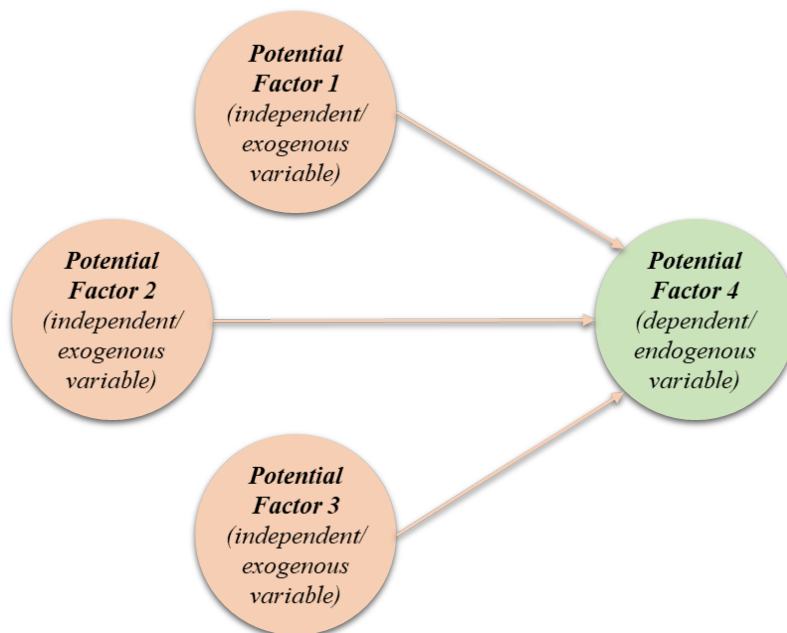 Potential
Factor 1
(independent/
exogenous
variable)
Potential
Factor 2
(independent/
exogenous
variable)
Potential
Factor 4
(dependent/
endogenous
variable)
Potential
Factor 3
(independent/
exogenous
variable)